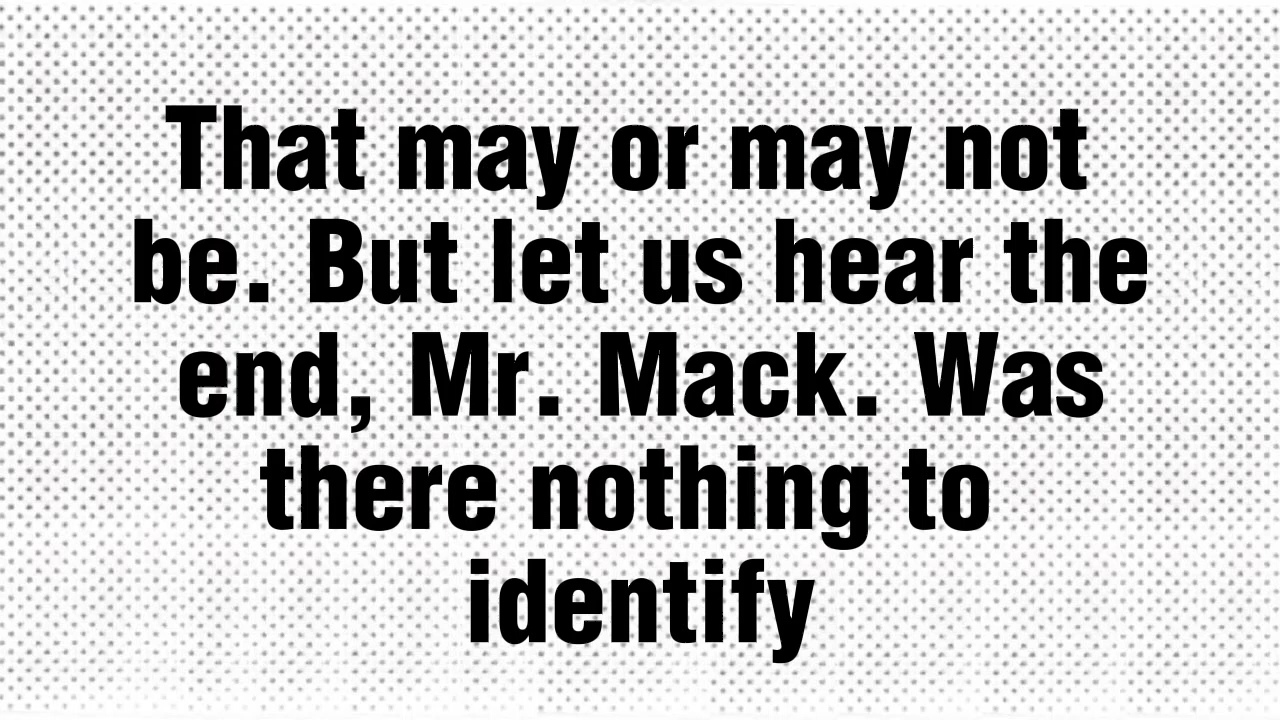 That may or may not
be. But let us hear the
end, Mr. Mack. Was
there nothing to
identify